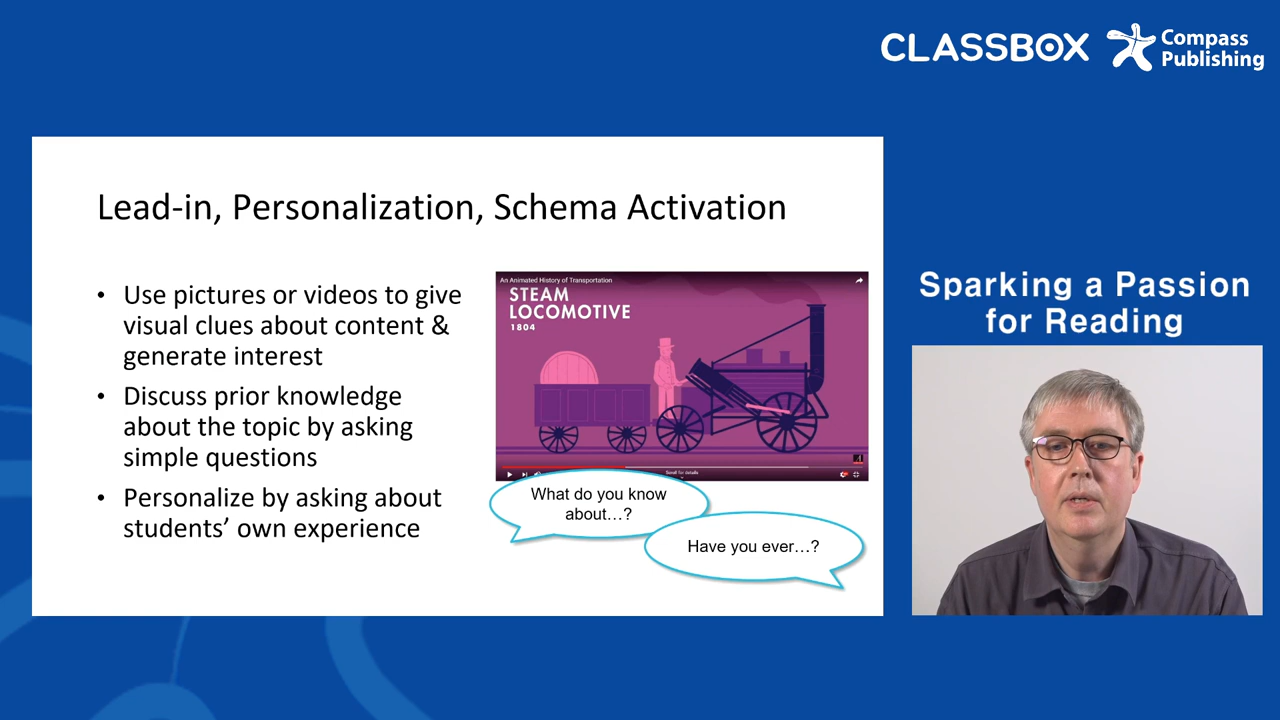 CLASSBOX
Compass
Publishing
Lead-in, Personalization, Schema Activation
• Use pictures or videos to give
visual clues about content &
generate interest
• Discuss prior knowledge
about the topic by asking
simple questions
• Personalize by asking about
students’ own experience
An Animated History of Transportation
STEAM
LOCOMOTIVE
1804
Scroll for details
What do you know
about…?
Have you ever…?
Sparking a Passion
for Reading